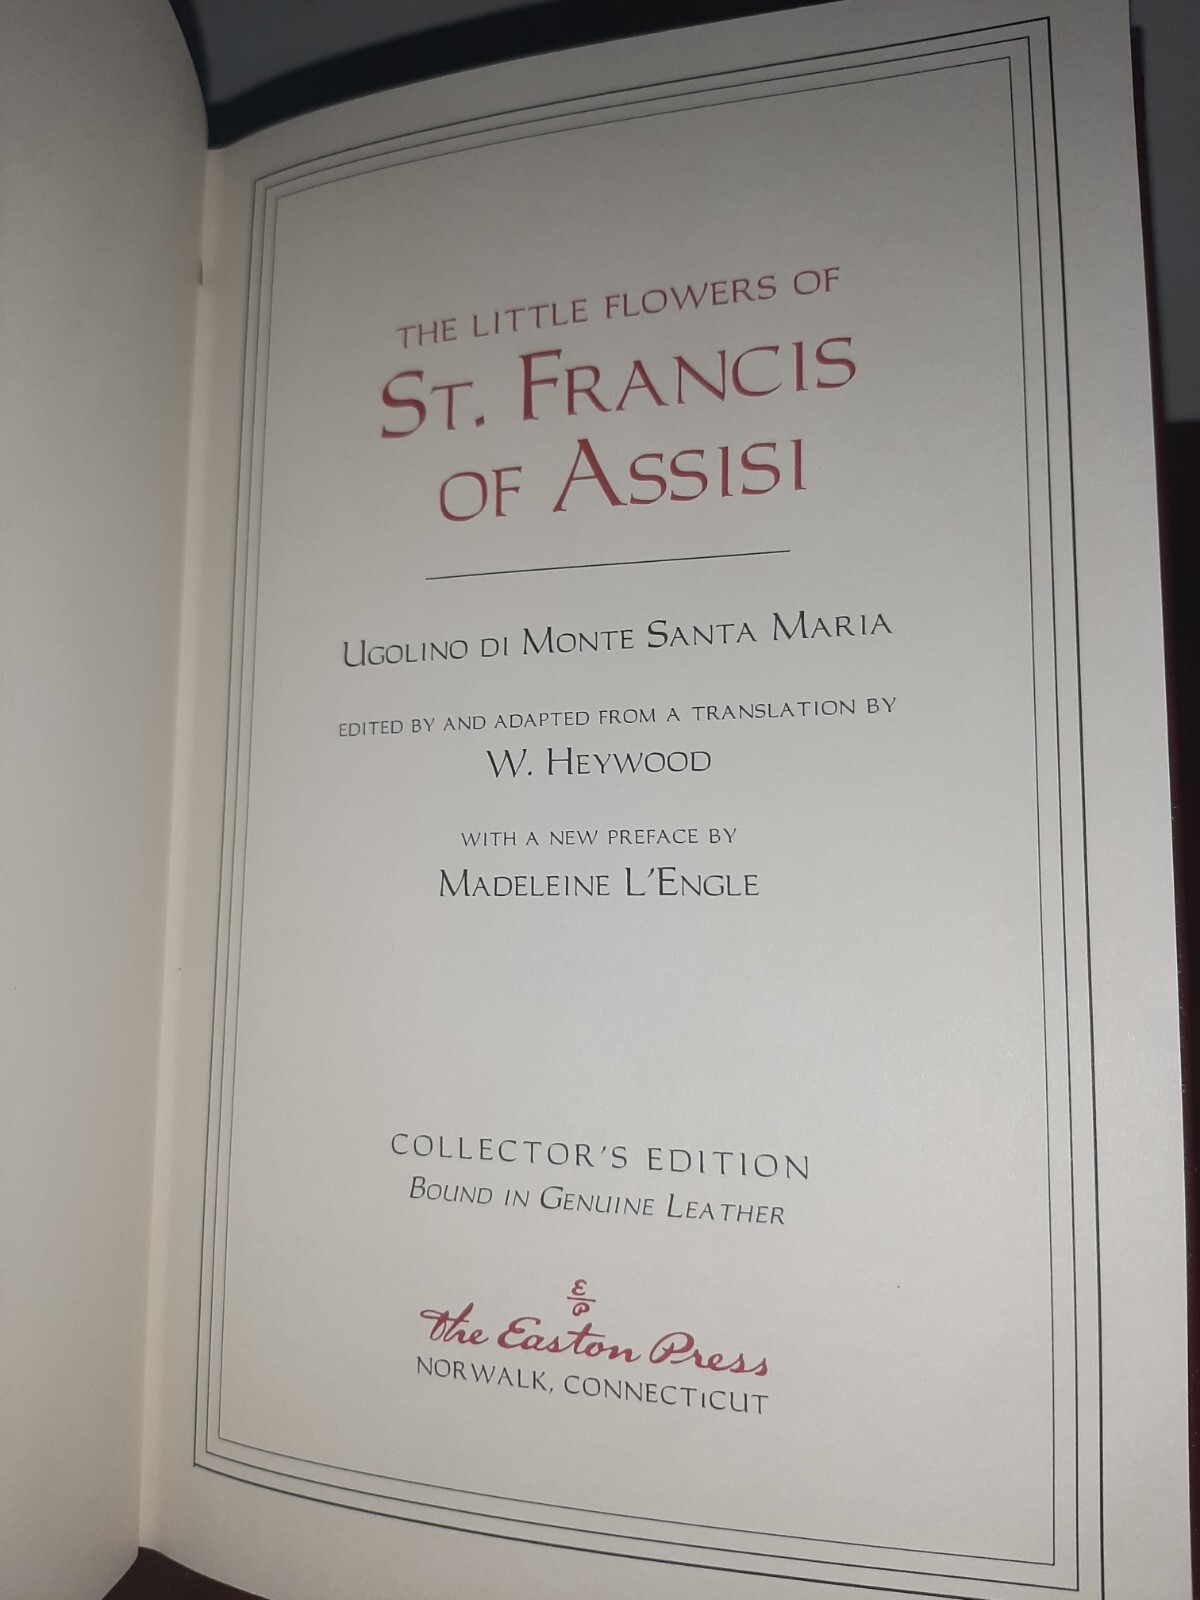 THE LITTLE FLOWERS OF
ST. FRANCIS
OF ASSISI
UGOLINO DI MONTE SANTA MARIA
EDITED BY AND ADAPTED FROM A TRANSLATION BY
W. HEYWOOD
WITH A NEW PREFACE BY
MADELEINE L'ENGLE
COLLECTOR'S EDITION
BOUND IN GENUINE LEATHER
E
P
The Easton Press
NORWALK, CONNECTICUT